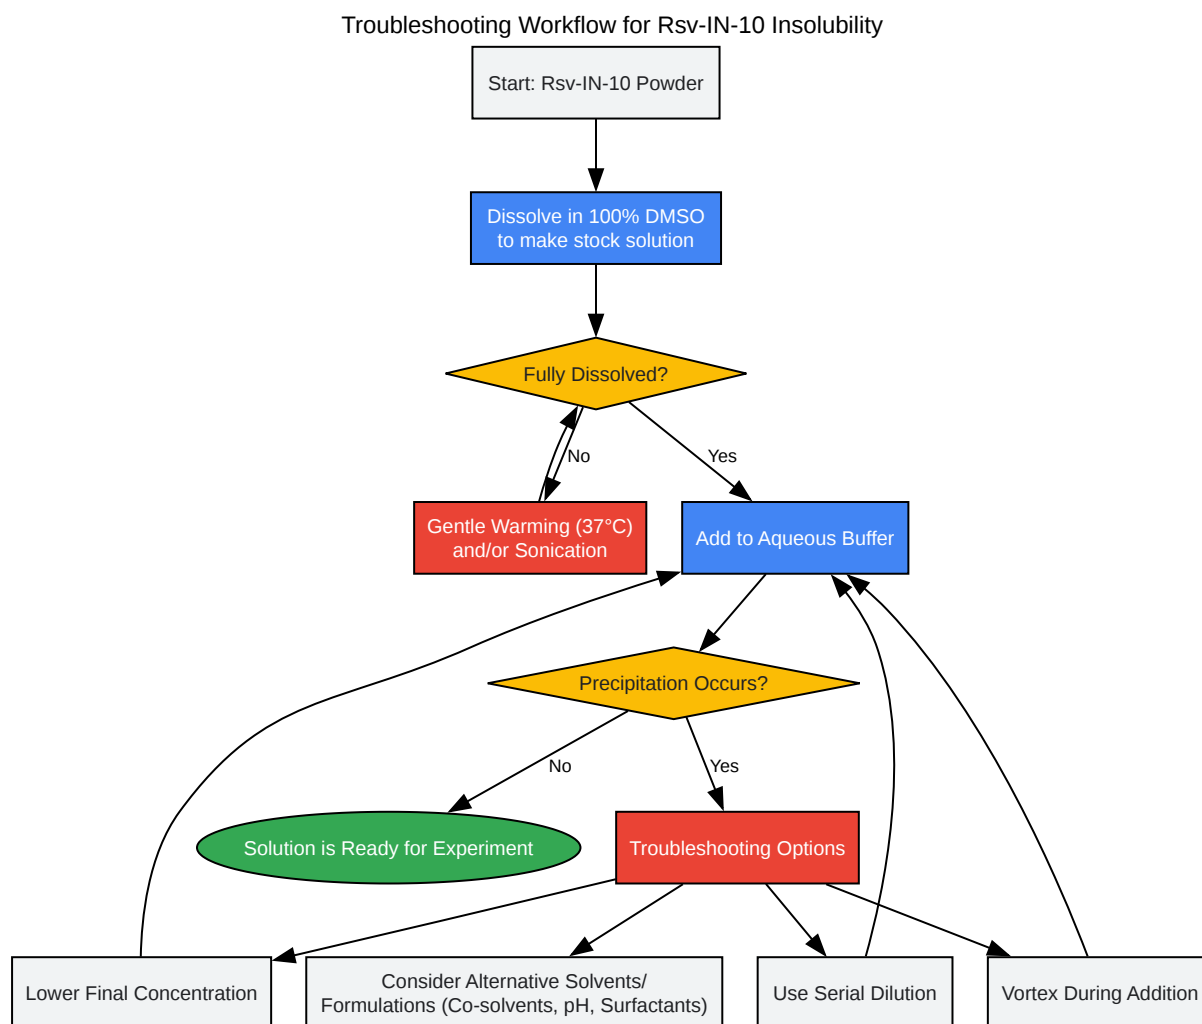 Troubleshooting Workflow for Rsv-IN-10 Insolubility
Start: Rsv-IN-10 Powder
Dissolve in 100% DMSO
to make stock solution
Fully Dissolved?
No
Yes
Gentle Warming (37°C)
and/or Sonication
Add to Aqueous Buffer
Precipitation Occurs?
No
Yes
Solution is Ready for Experiment
Troubleshooting Options
Lower Final Concentration
Consider Alternative Solvents/
Formulations (Co-solvents, pH, Surfactants)
Use Serial Dilution
Vortex During Addition